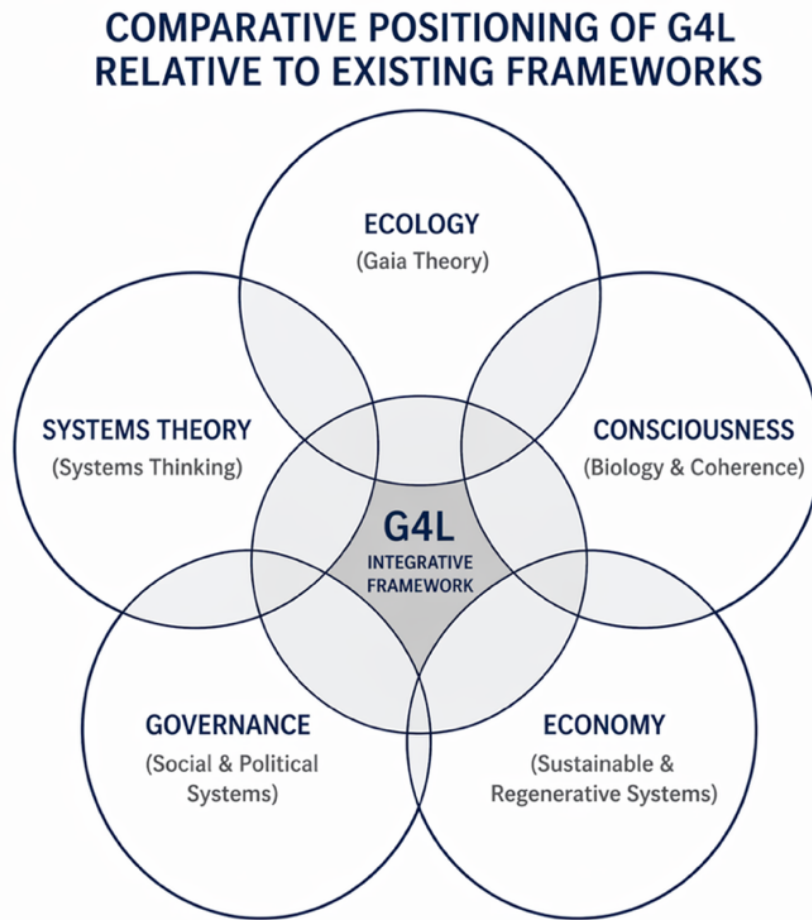 COMPARATIVE POSITIONING OF G4L
RELATIVE TO EXISTING FRAMEWORKS
ECOLOGY
(Gaia Theory)
SYSTEMS THEORY
(Systems Thinking)
CONSCIOUSNESS
(Biology & Coherence)
G4L
INTEGRATIVE
FRAMEWORK
GOVERNANCE
(Social & Political
Systems)
ECONOMY
(Sustainable &
Regenerative Systems)